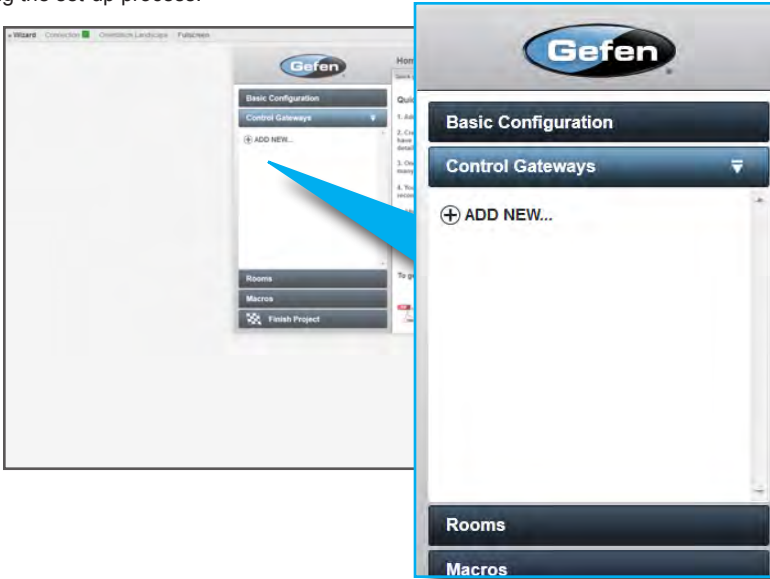 g the set-up process.
Wizard Connection Orientation Landscape Fullscreen
Gefen
Basic Configuration
Control Gateways
ADD NEW...
Rooms
Macros
Finish Project
Hom
Quic
1. Ad
2. Cr
have
detail
3. On
many
4. You
recon
To g
Gefen
Basic Configuration
Control Gateways
ADD NEW...
Rooms
Macros